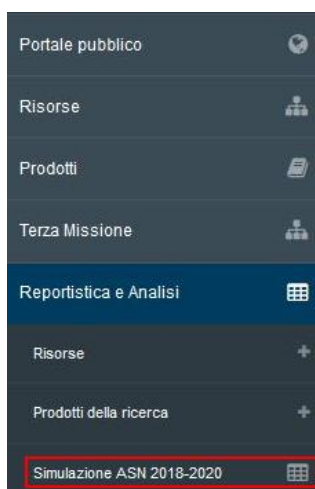 Portale pubblico
Risorse
Prodotti
Terza Missione
Reportistica e Analisi
Risorse
Prodotti della ricerca
Simulazione ASN 2018-2020